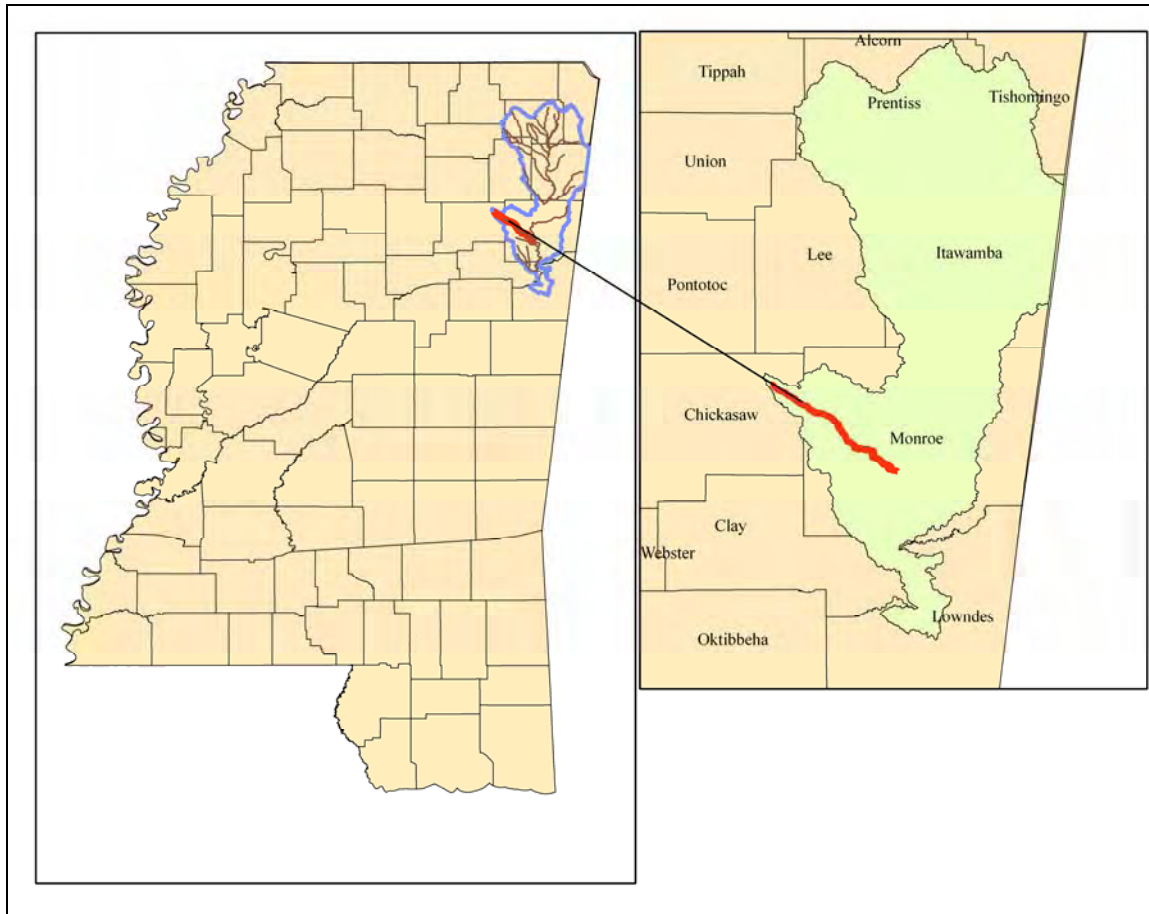 Alcorn
Tippah
Prentiss
Tishomingo
Union
Itawamba
Lee
Pontotoc
Chickasaw
Monroe
Clay
Webster
Lowndes
Oktibbeha